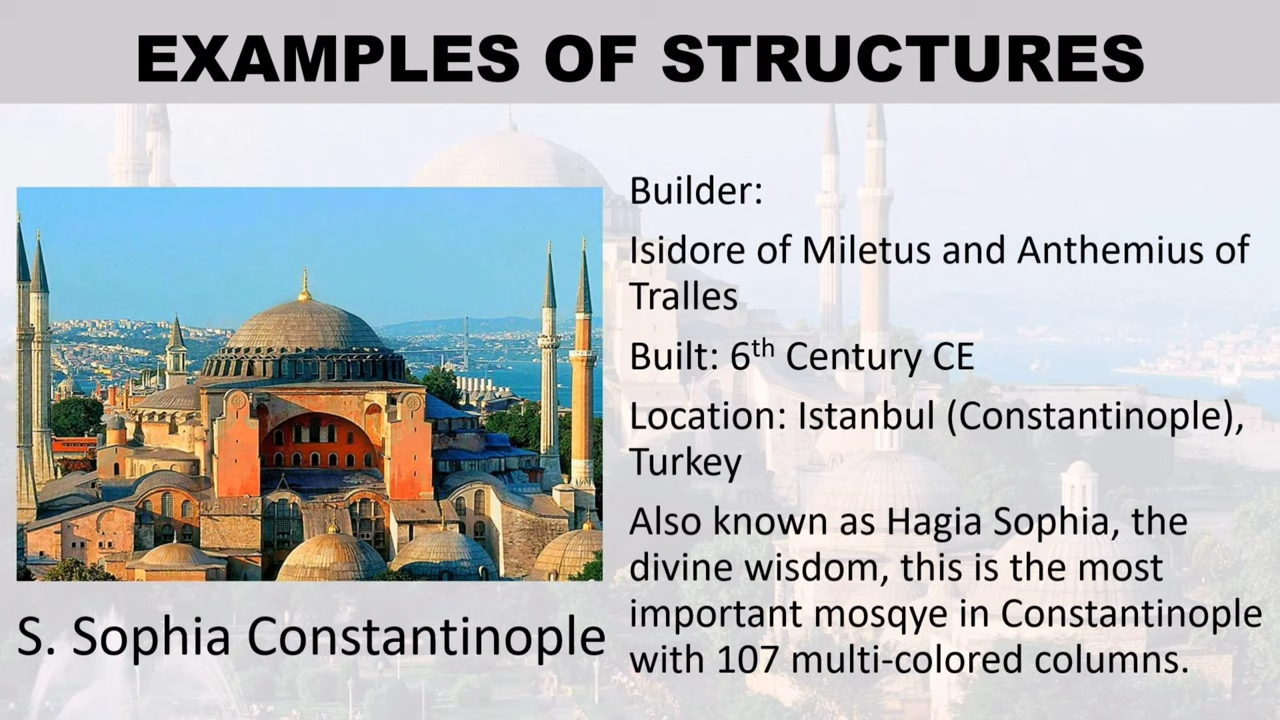 EXAMPLES OF STRUCTURES
Builder:
Isidore of Miletus and Anthemius of
Tralles
Built: 6th Century CE
Location: Istanbul (Constantinople),
Turkey
Also known as Hagia Sophia, the
divine wisdom, this is the most
important mosqye in Constantinople
with 107 multi-colored columns.
S. Sophia Constantinople